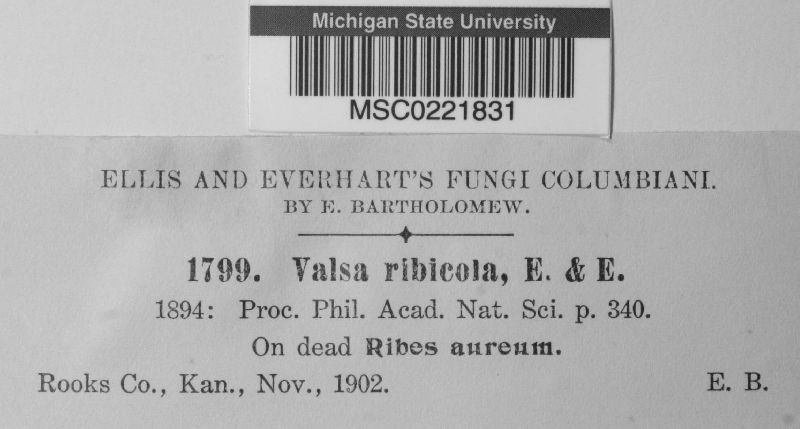 Michigan State University
MSC0221831
ELLIS AND EVERHART'S FUNGI COLUMBIANI.
BY E. BARTHOLOMEW.
1799. Valsa ribicola, E. & E.
1894: Proc. Phil. Acad. Nat. Sci. p. 340.
On dead Ribes aureum.
Rooks Co., Kan., Nov., 1902. E. B.